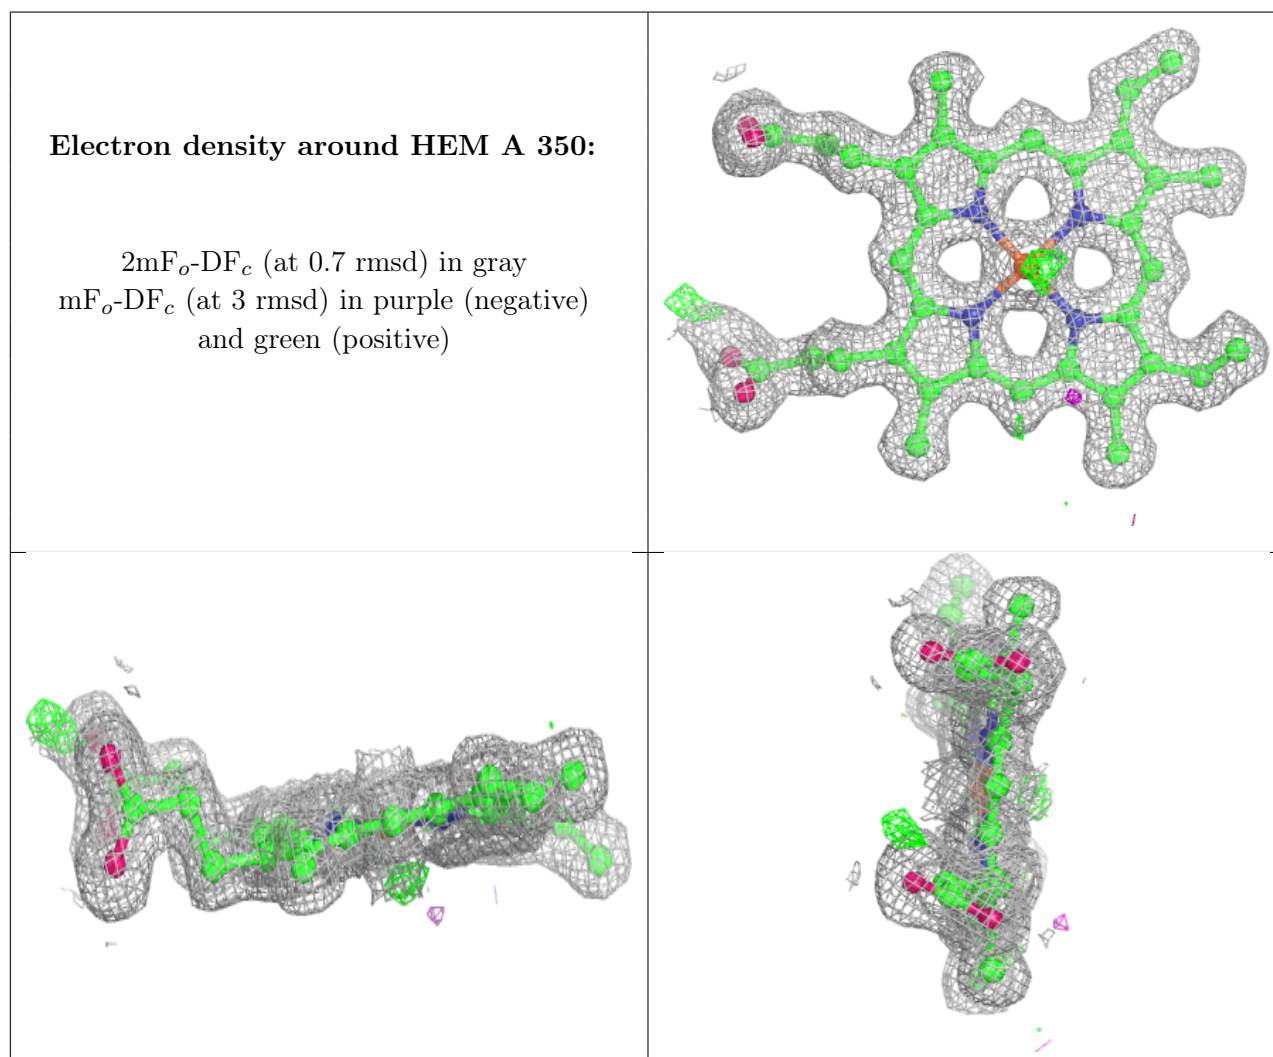 Electron density around HEM A 350:
2mFo-DFc (at 0.7 rmsd) in gray
mFo-DFc (at 3 rmsd) in purple (negative)
and green (positive)